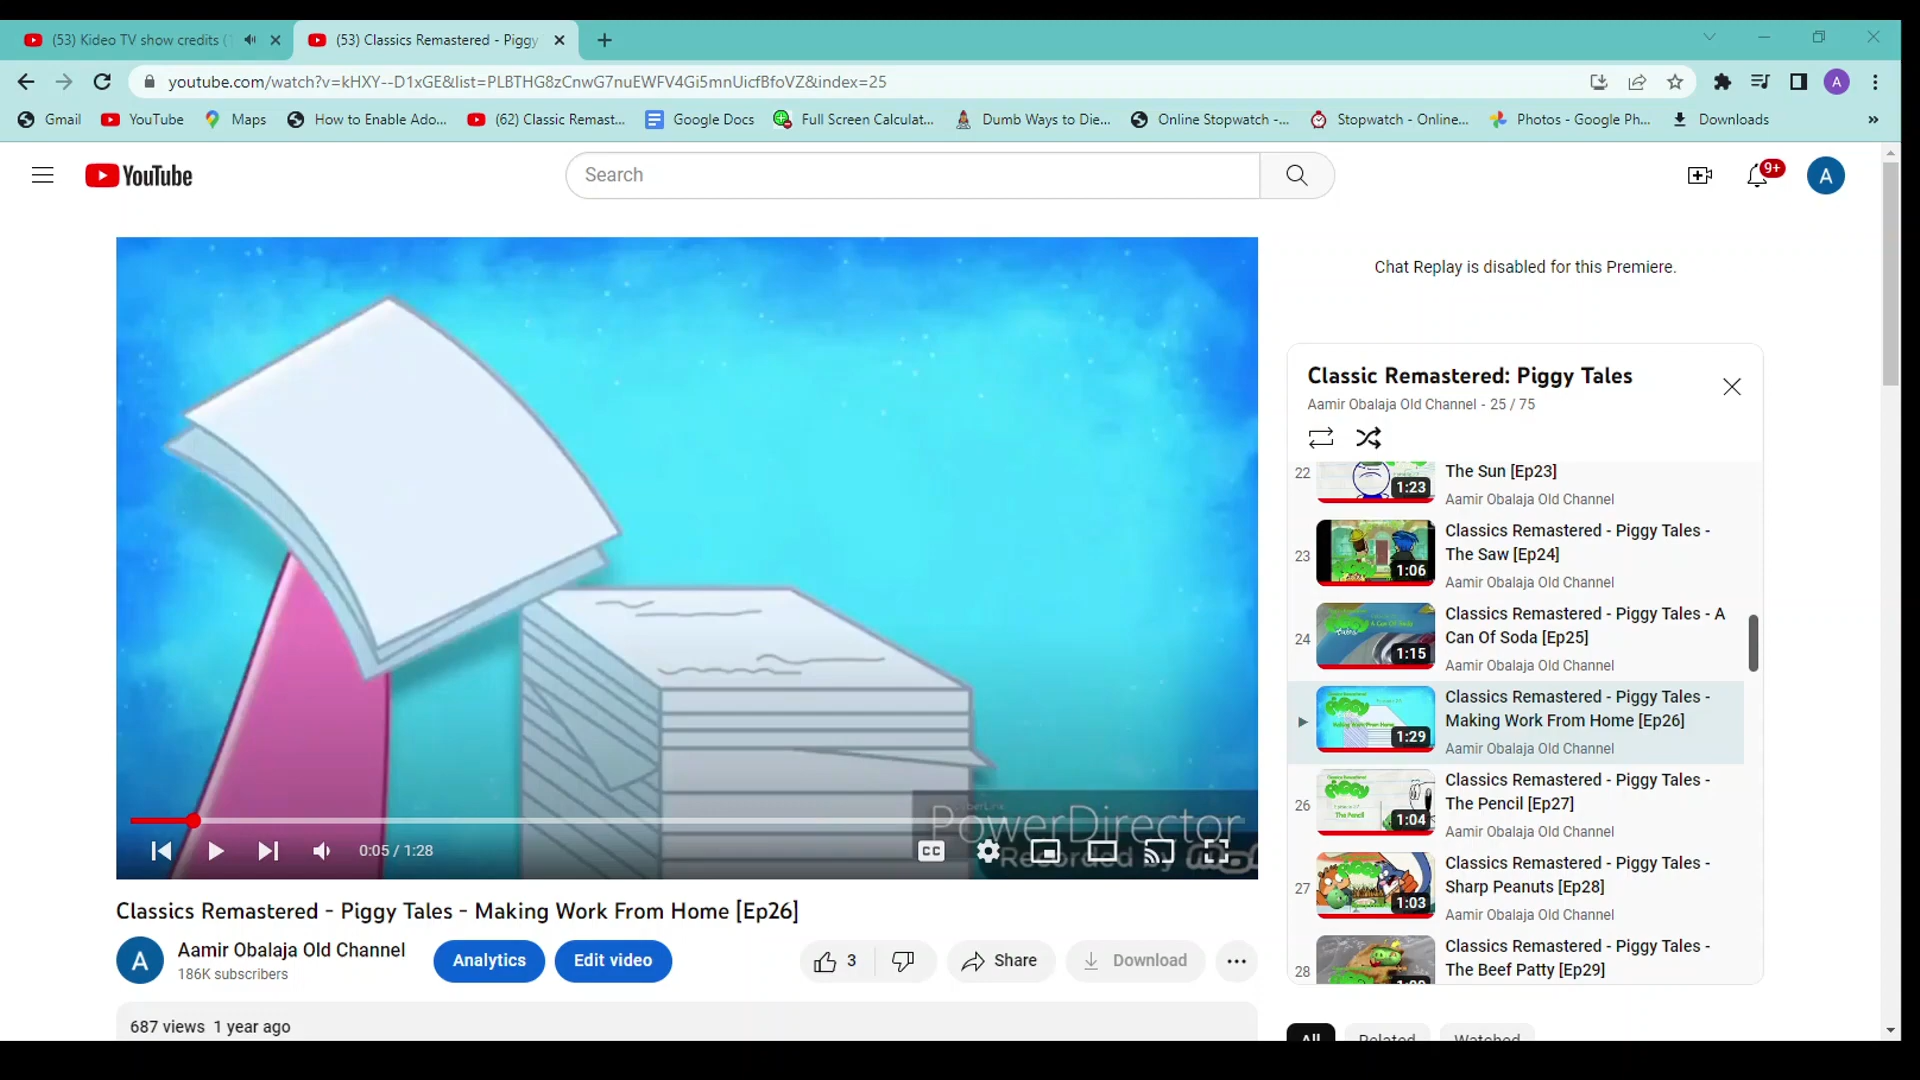 (53) Kideo TV show credits (
(53) Classics Remastered - Piggy
youtube.com/watch?v=kHXY--D1xGE&list=PLBTHG8zCnwG7nuEWFV4Gi5mnUicfBfoVZ&index=25
A
Gmail
YouTube
Maps
How to Enable Ado...
(62) Classic Remast...
Google Docs
Full Screen Calculat...
Dumb Ways to Die...
Online Stopwatch -...
Stopwatch - Online...
Photos - Google Ph...
Downloads
YouTube
Search
9+
A
CyberLink
PowerDirector
Recorded by
0:05 / 1:28
CC
Classics Remastered - Piggy Tales - Making Work From Home [Ep26]
A
Aamir Obalaja Old Channel
186K subscribers
Analytics
Edit video
3
Share
Download
687 views 1 year ago
Chat Replay is disabled for this Premiere.
Classic Remastered: Piggy Tales
Aamir Obalaja Old Channel - 25 / 75
22
1:23
The Sun [Ep23]
Aamir Obalaja Old Channel
23
1:06
Classics Remastered - Piggy Tales -
The Saw [Ep24]
Aamir Obalaja Old Channel
24
1:15
Classics Remastered - Piggy Tales - A
Can Of Soda [Ep25]
Aamir Obalaja Old Channel
1:29
Classics Remastered - Piggy Tales -
Making Work From Home [Ep26]
Aamir Obalaja Old Channel
26
1:04
Classics Remastered - Piggy Tales -
The Pencil [Ep27]
Aamir Obalaja Old Channel
27
1:03
Classics Remastered - Piggy Tales -
Sharp Peanuts [Ep28]
Aamir Obalaja Old Channel
28
Classics Remastered - Piggy Tales -
The Beef Patty [Ep29]
All
Related
Watched